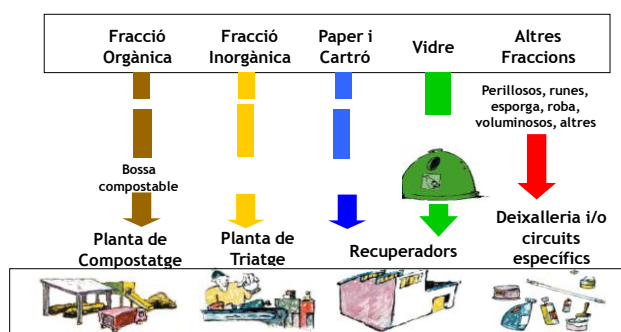 Fracció
Orgànica
Fracció
Inorgànica
Paper i
Cartró
Vidre
Altres
Fraccions
Perillosos, runes,
esporga, roba,
voluminosos, altres
Bossa
compostable
Planta de
Compostatge
Planta de
Triatge
Recuperadors
Deixalleria i/o
circuits
específics